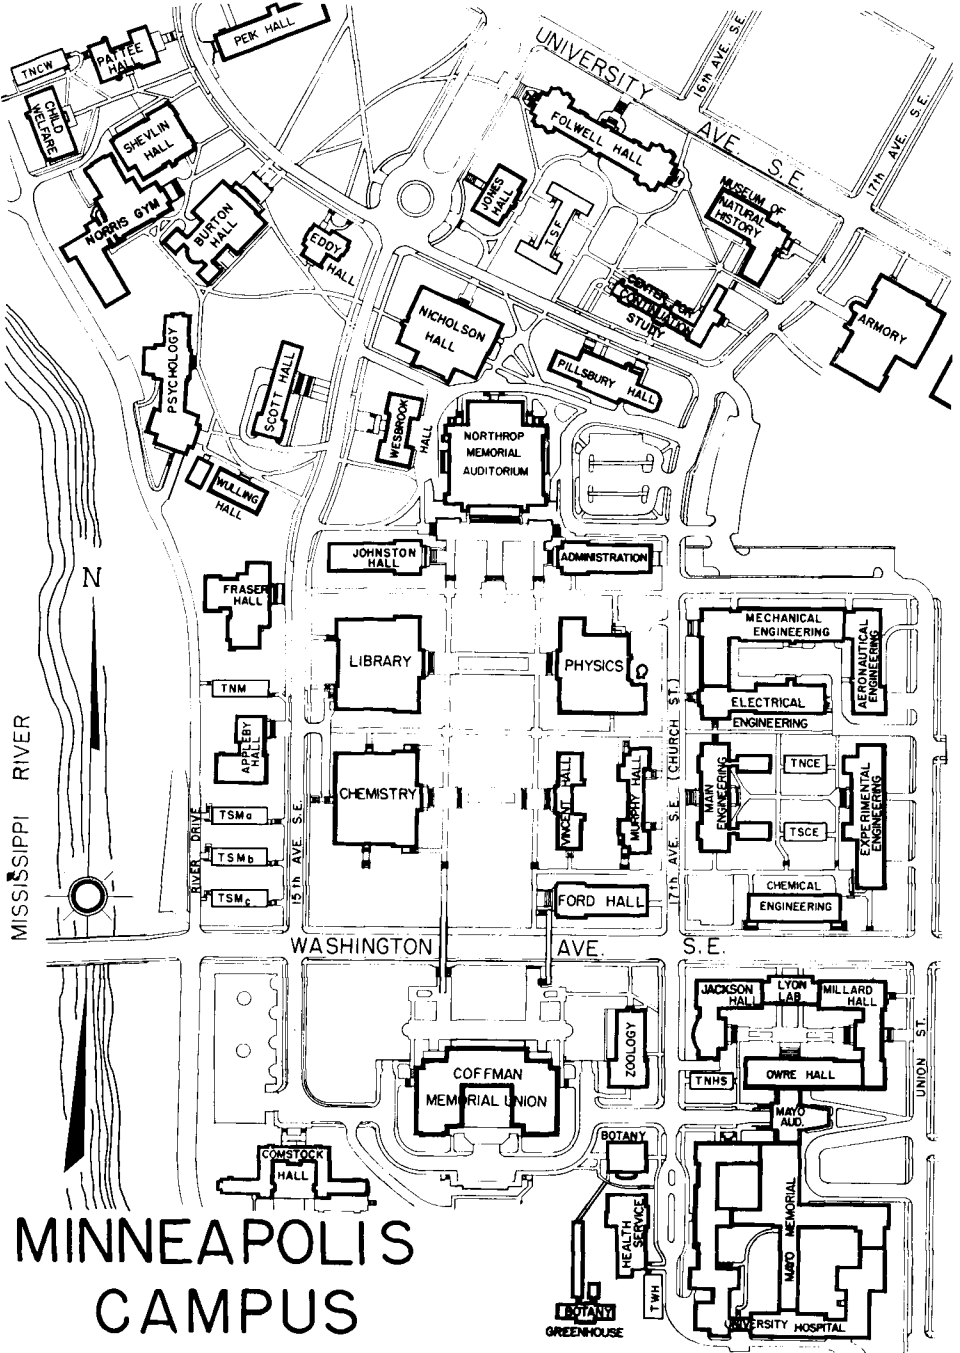 PEIK HALL
UNIVERSITY AVE. S.E.
16th AVE. S.E.
17th AVE. S.E.
TNCW
PATTEE
HALL
CHILD
WELFARE
SHEVLIN
HALL
NORRIS GYM
BURTON
HALL
EDDY
HALL
JONES
HALL
FOLWELL HALL
T S F
MUSEUM OF
NATURAL
HISTORY
CENTER FOR
CONTINUATION
STUDY
ARMORY
NICHOLSON
HALL
PILLSBURY HALL
PSYCHOLOGY
SCOTT HALL
WESBROOK
HALL
NORTHROP
MEMORIAL
AUDITORIUM
WULLING
HALL
JOHNSTON
HALL
ADMINISTRATION
N
FRASER
HALL
LIBRARY
PHYSICS
MECHANICAL
ENGINEERING
AERONAUTICAL
ENGINEERING
TNM
ELECTRICAL
ENGINEERING
APPLEBY
HALL
CHEMISTRY
VINCENT HALL
MURPHY HALL
17th AVE. S.E. (CHURCH ST.)
MAIN
ENGINEERING
TNCE
TSCE
EXPERIMENTAL
ENGINEERING
MISSISSIPPI RIVER
RIVER DRIVE
TSMa
TSMb
TSMc
15th AVE. S.E.
FORD HALL
CHEMICAL
ENGINEERING
WASHINGTON AVE. S.E.
JACKSON
HALL
LYON
LAB
MILLARD
HALL
ZOOLOGY
COFFMAN
MEMORIAL UNION
TNHS
OWRE HALL
UNION ST.
MAYO
AUD.
COMSTOCK
HALL
BOTANY
HEALTH
SERVICE
MAYO MEMORIAL
TWH
BOTANY
GREENHOUSE
UNIVERSITY HOSPITAL
MINNEAPOLIS
CAMPUS